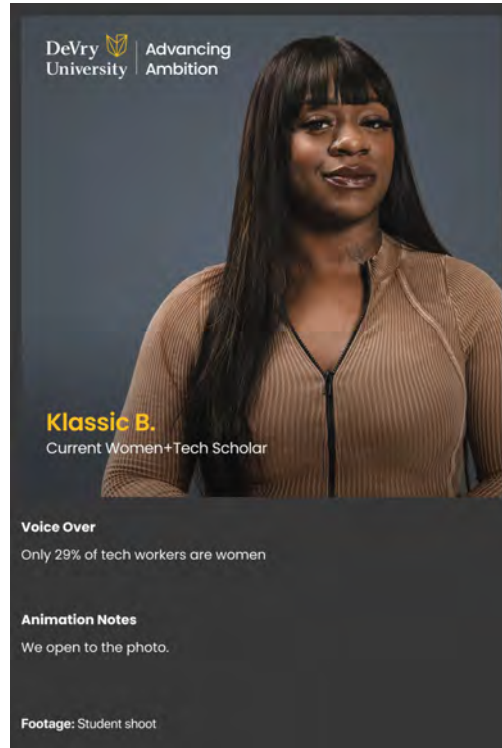 DeVry
University
Advancing
Ambition
Klassic B.
Current Women+Tech Scholar
Voice Over
Only 29% of tech workers are women
Animation Notes
We open to the photo.
Footage: Student shoot